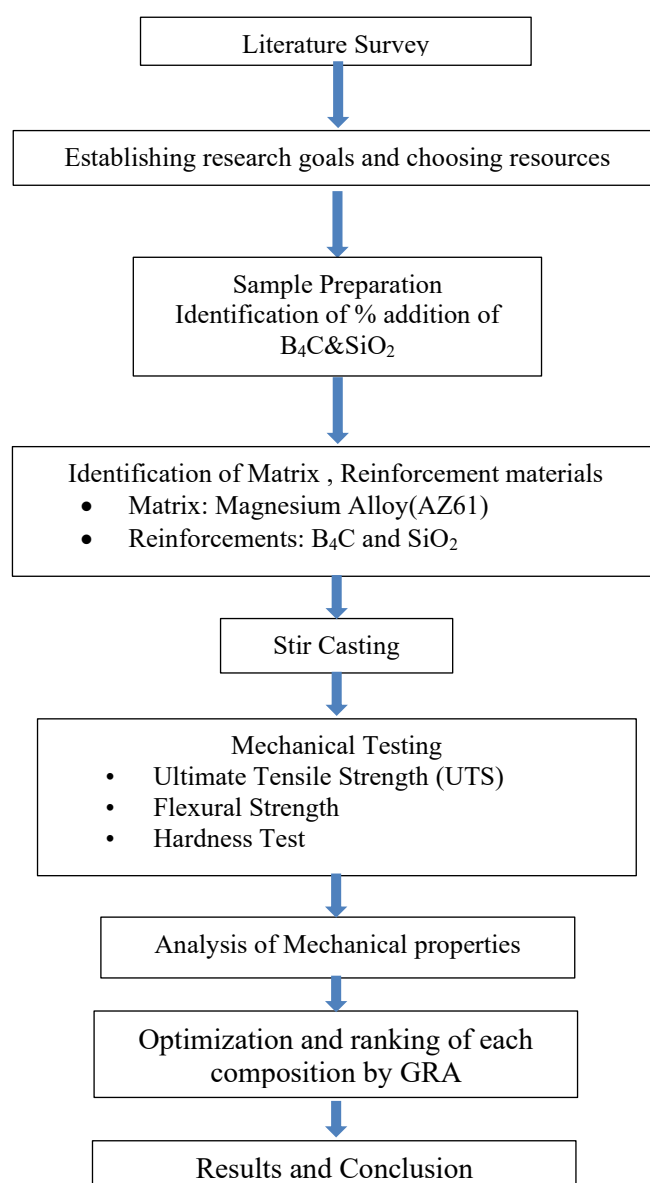 Literature Survey
Establishing research goals and choosing resources
Sample Preparation
Identification of % addition of
B₄C&SiO₂
Identification of Matrix , Reinforcement materials
• Matrix: Magnesium Alloy(AZ61)
• Reinforcements: B₄C and SiO₂
Stir Casting
Mechanical Testing
• Ultimate Tensile Strength (UTS)
• Flexural Strength
• Hardness Test
Analysis of Mechanical properties
Optimization and ranking of each
composition by GRA
Results and Conclusion